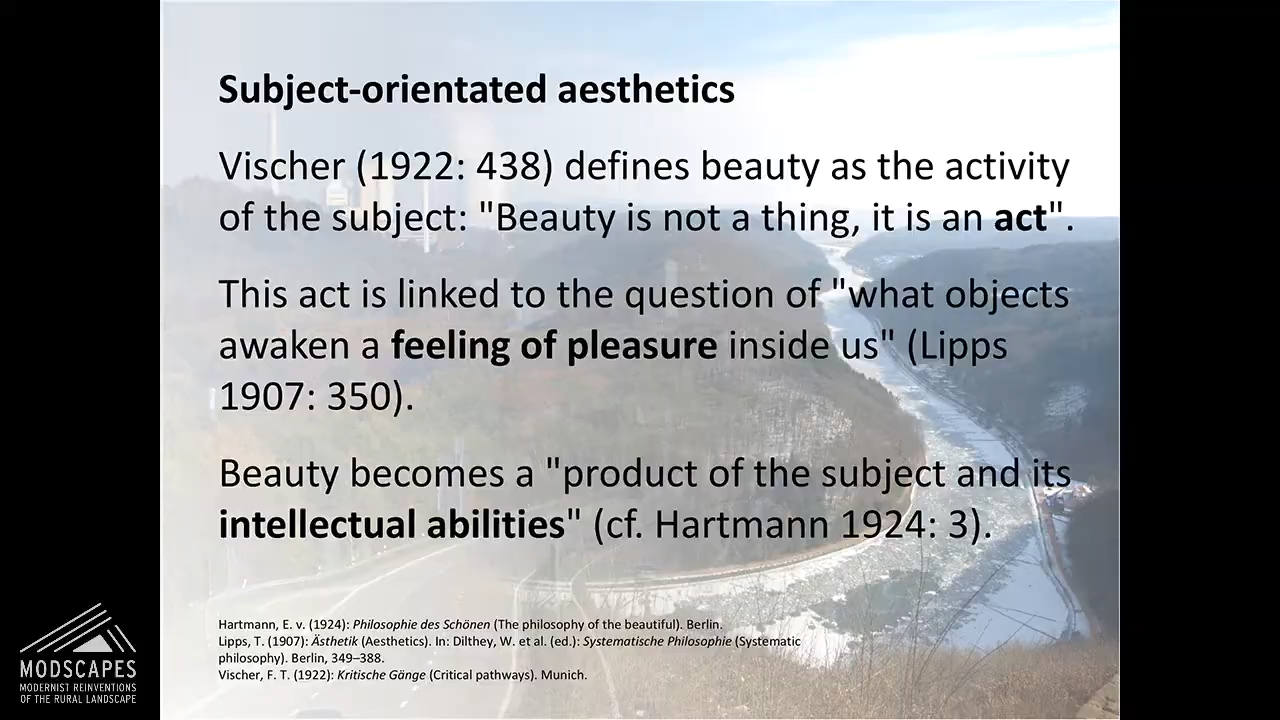 Subject-orientated aesthetics
Vischer (1922: 438) defines beauty as the activity
of the subject: "Beauty is not a thing, it is an act".
This act is linked to the question of "what objects
awaken a feeling of pleasure inside us" (Lipps
1907: 350).
Beauty becomes a "product of the subject and its
intellectual abilities" (cf. Hartmann 1924: 3).
Hartmann, E. v. (1924): Philosophie des Schönen (The philosophy of the beautiful). Berlin.
Lipps, T. (1907): Ästhetik (Aesthetics). In: Dilthey, W. et al. (ed.): Systematische Philosophie (Systematic
philosophy). Berlin, 349–388.
Vischer, F. T. (1922): Kritische Gänge (Critical pathways). Munich.
MODSCAPES
MODERNIST REINVENTIONS
OF THE RURAL LANDSCAPE